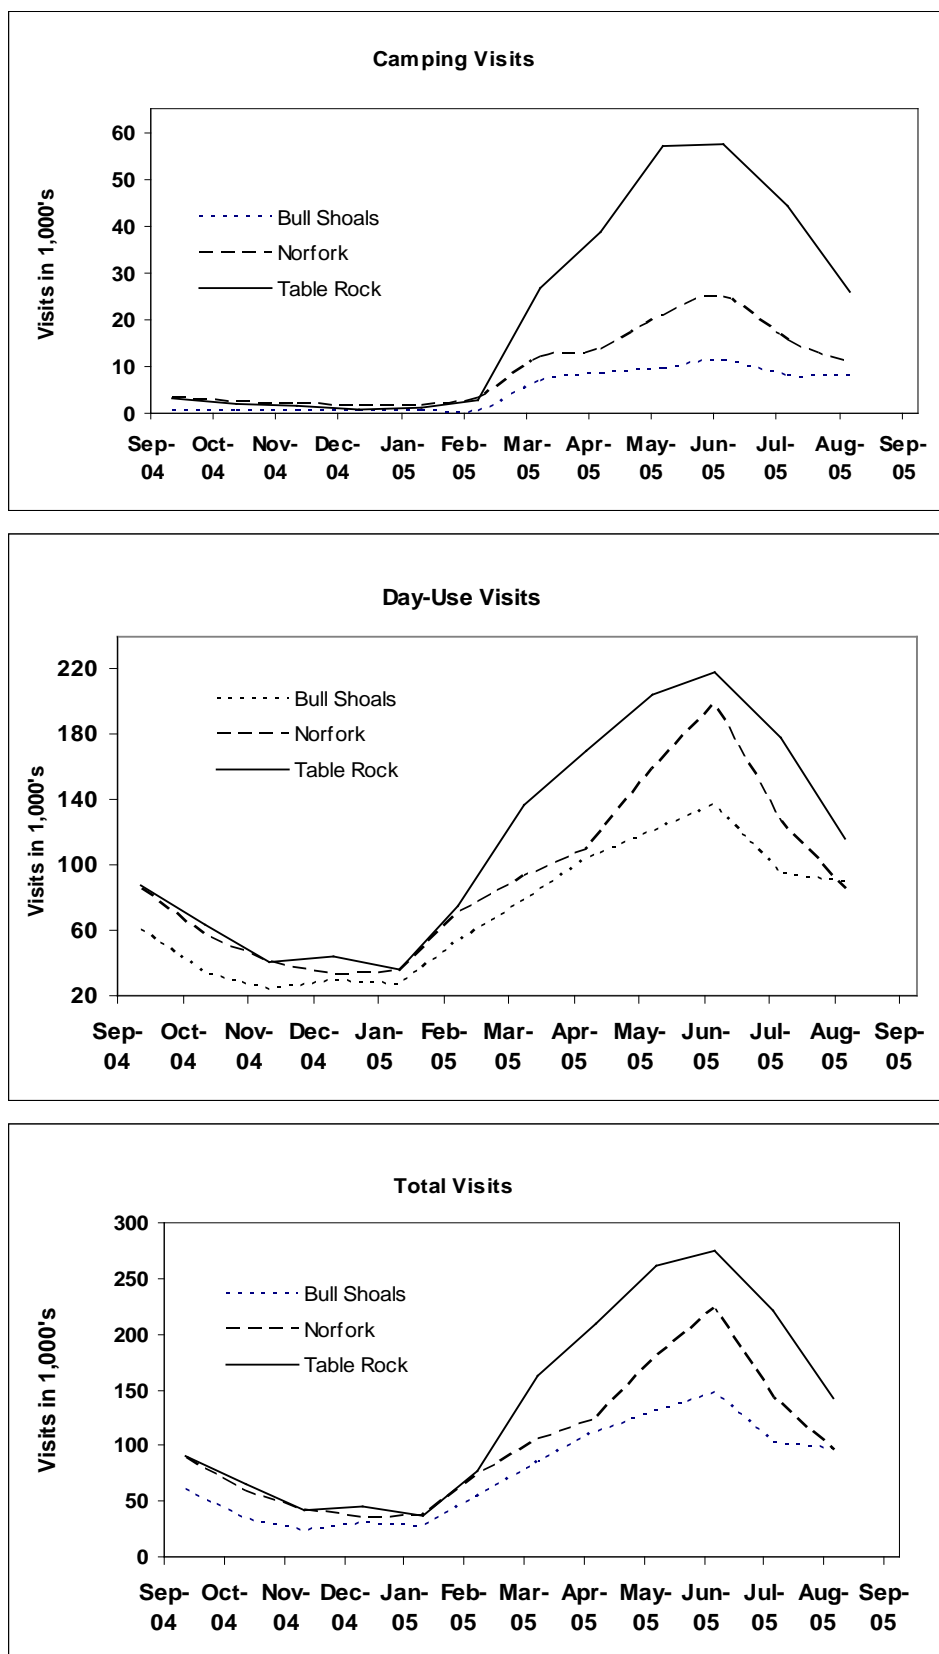 Camping Visits
Visits in 1,000's
60
50
40
30
20
10
0
Bull Shoals
Norfork
Table Rock
Sep- Oct- Nov- Dec- Jan- Feb- Mar- Apr- May- Jun- Jul- Aug- Sep-
04 04 04 04 05 05 05 05 05 05 05 05 05
Day-Use Visits
Visits in 1,000's
220
180
140
100
60
20
Bull Shoals
Norfork
Table Rock
Sep- Oct- Nov- Dec- Jan- Feb- Mar- Apr- May- Jun- Jul- Aug- Sep-
04 04 04 04 05 05 05 05 05 05 05 05 05
Total Visits
Visits in 1,000's
300
250
200
150
100
50
0
Bull Shoals
Norfork
Table Rock
Sep- Oct- Nov- Dec- Jan- Feb- Mar- Apr- May- Jun- Jul- Aug- Sep-
04 04 04 04 05 05 05 05 05 05 05 05 05